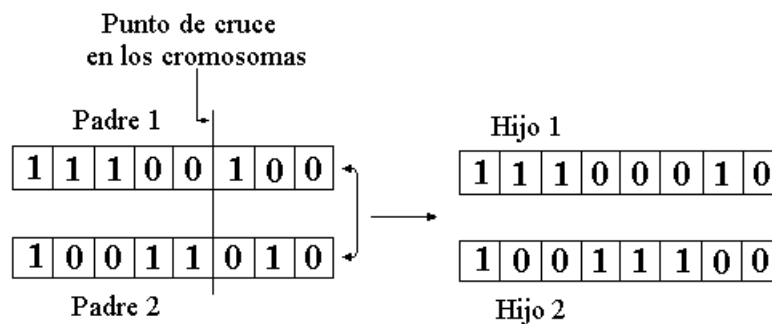 Punto de cruce
en los cromosomas
Padre 1
1 1 1 0 0 1 0 0
1 0 0 1 1 0 1 0
Padre 2
Hijo 1
1 1 1 0 0 0 1 0
1 0 0 1 1 1 0 0
Hijo 2